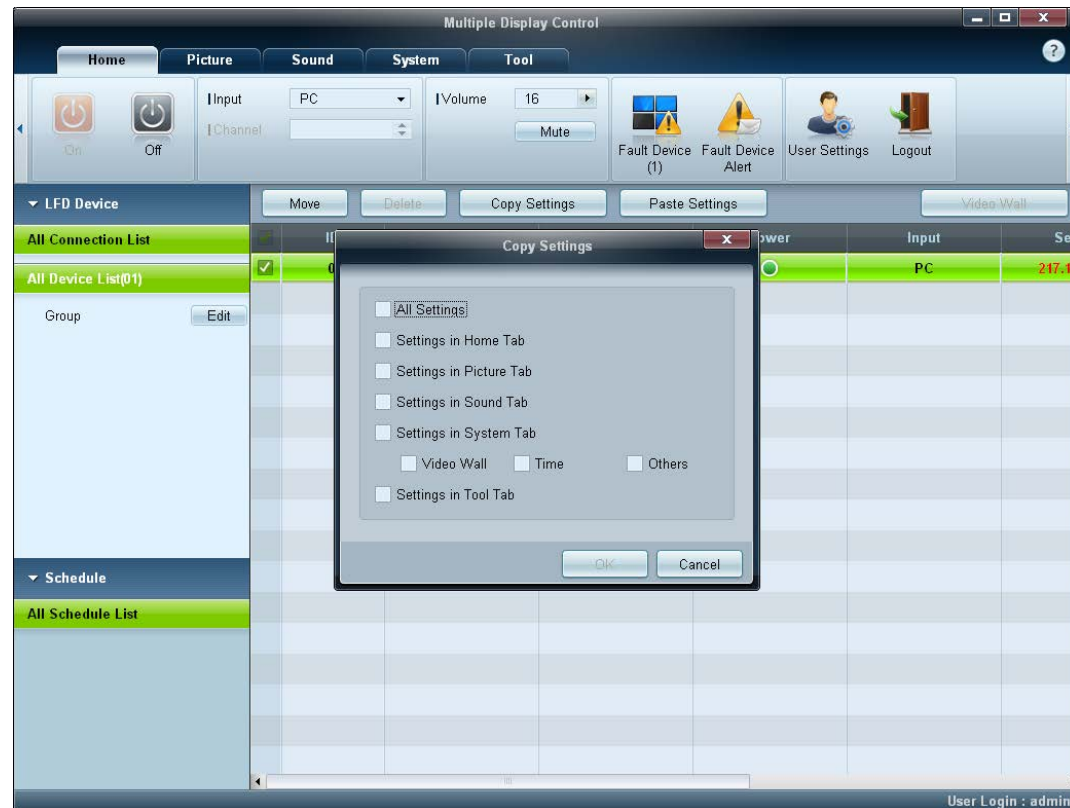 Multiple Display Control
Home Picture Sound System Tool
Input PC Volume 16
Channel Mute
On Off Fault Device (1) Fault Device Alert User Settings Logout
LFD Device Move Delete Copy Settings Paste Settings Video Wall
All Connection List Input
All Device List(01) PC 217.1
Group Edit
Copy Settings
All Settings
Settings in Home Tab
Settings in Picture Tab
Settings in Sound Tab
Settings in System Tab
Video Wall Time Others
Settings in Tool Tab
OK Cancel
Schedule
All Schedule List
User Login : admin